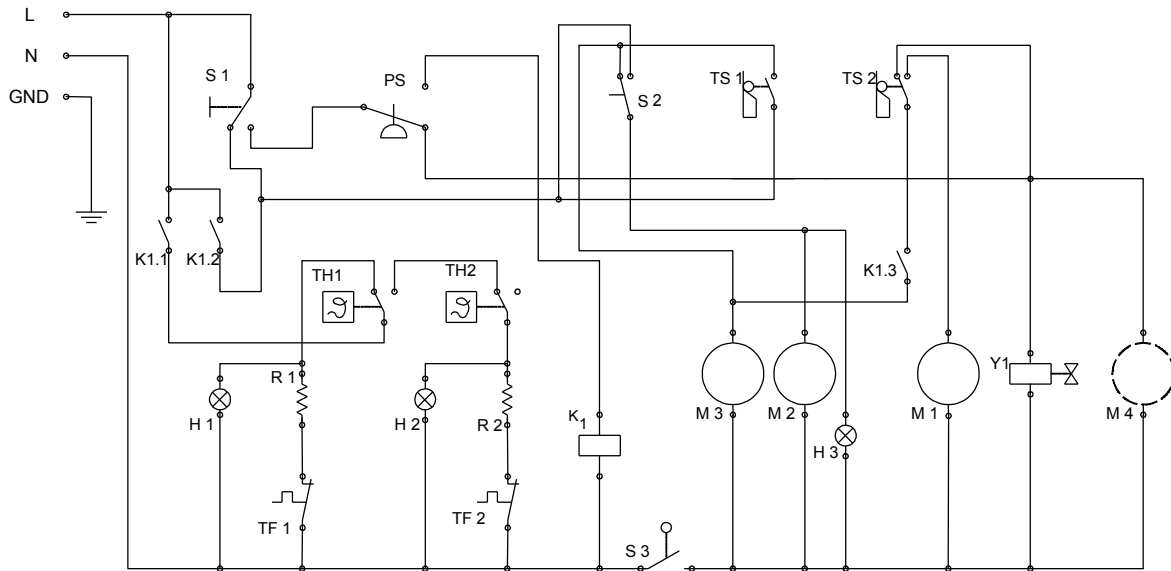 L
N
GND
S 1
PS
S 2
TS 1
TS 2
K1.1
K1.2
K1.3
TH1
TH2
R 1
H 1
H 2
R 2
K1
M 3
M 2
H 3
M 1
Y1
M 4
TF 1
TF 2
S 3